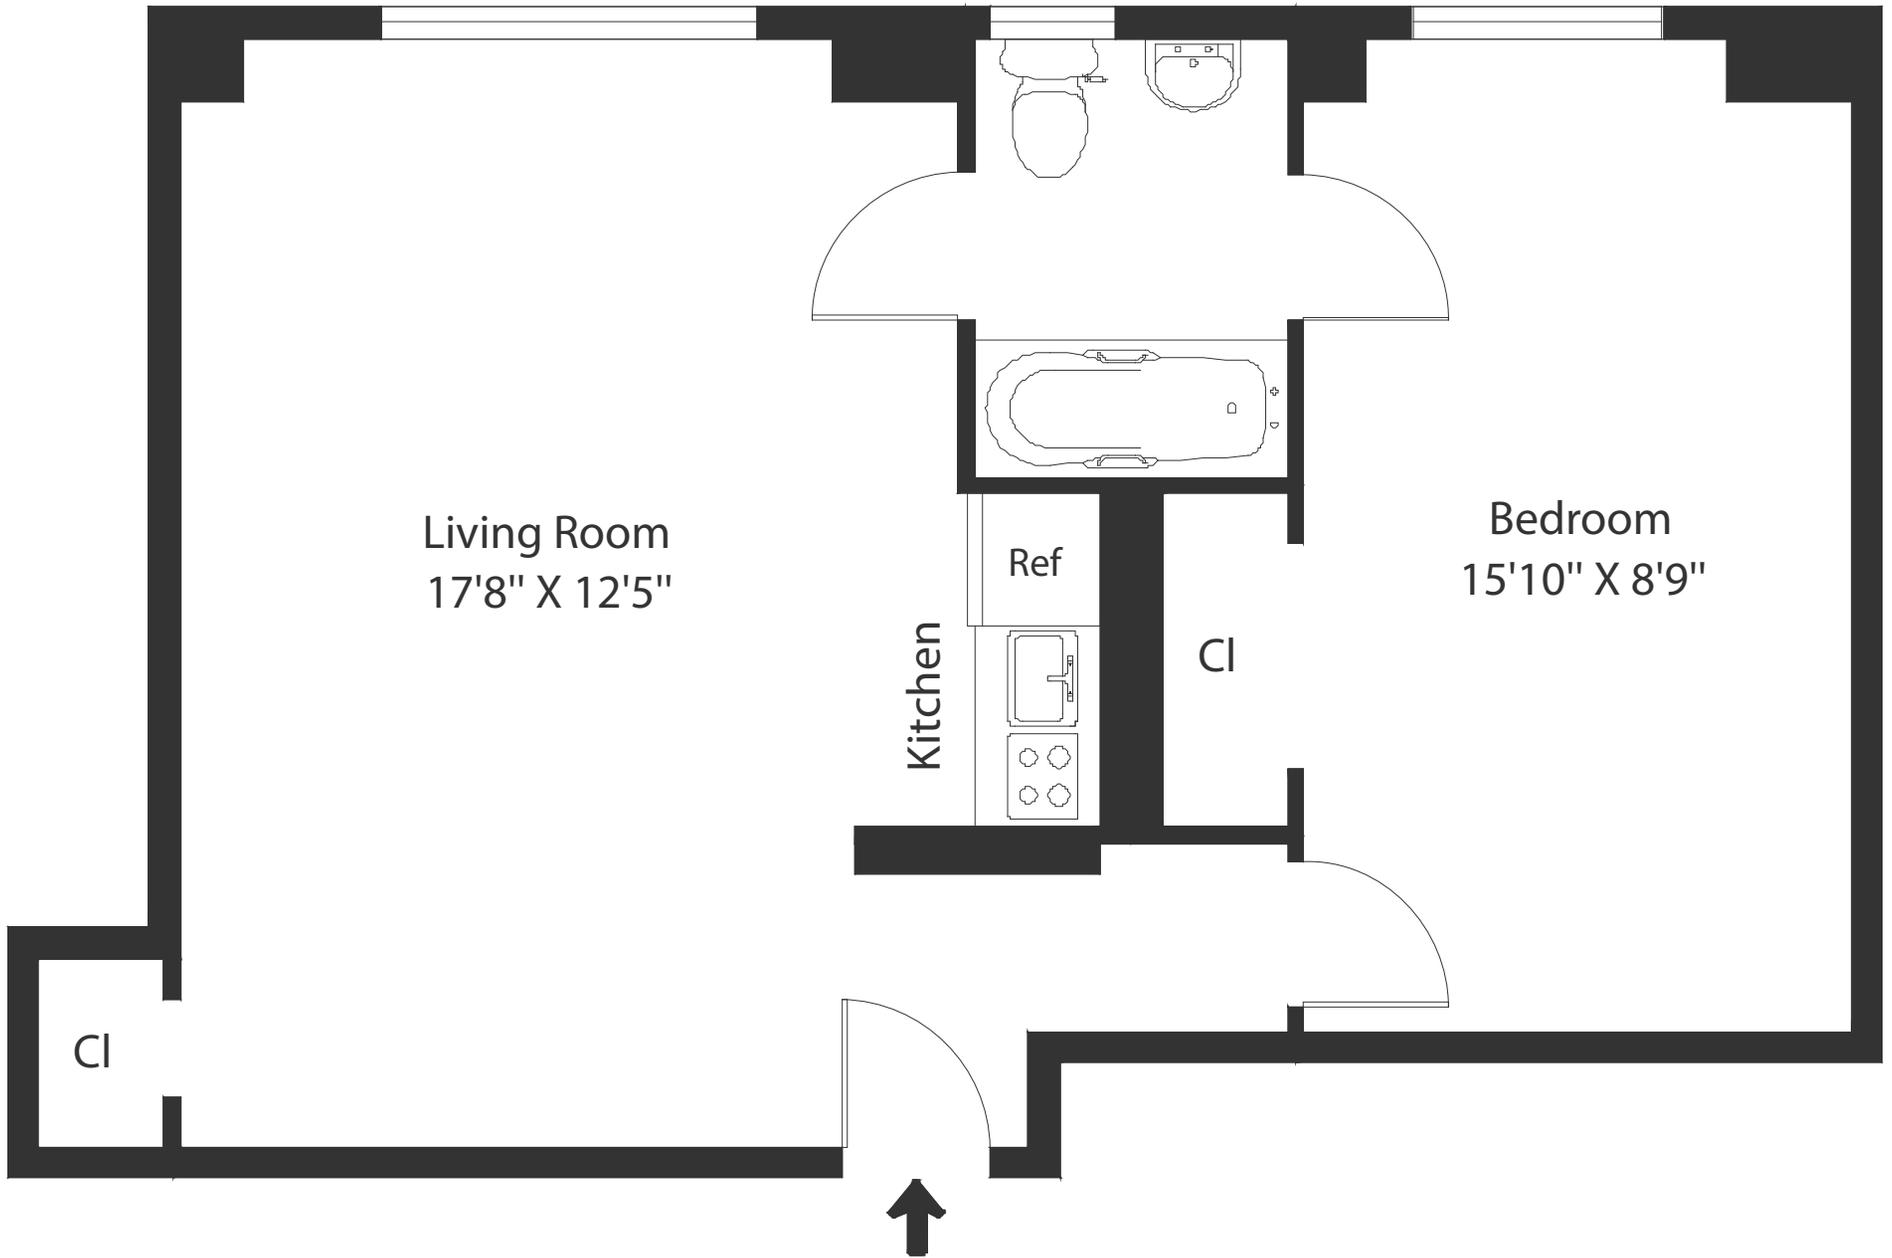 Living Room
17'8" X 12'5"
Kitchen
Ref
Cl
Bedroom
15'10" X 8'9"
Cl